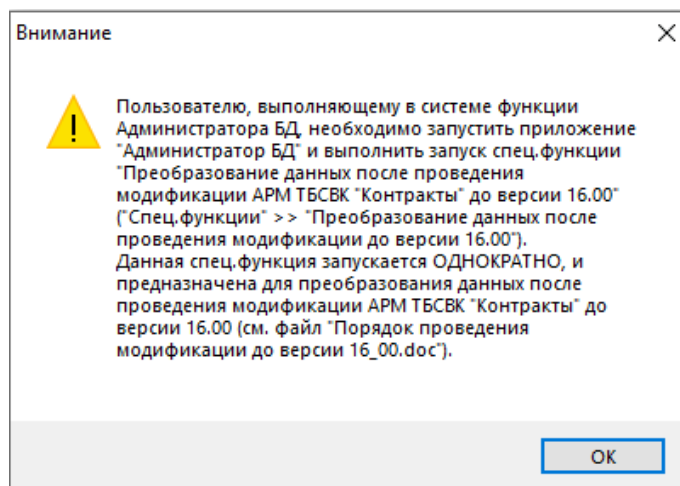 Внимание
Пользователю, выполняющему в системе функции
Администратора БД, необходимо запустить приложение
"Администратор БД" и выполнить запуск спец.функции
"Преобразование данных после проведения
модификации АРМ ТБСВК "Контракты" до версии 16.00"
("Спец.функции" >> "Преобразование данных после
проведения модификации до версии 16.00").
Данная спец.функция запускается ОДНОКРАТНО, и
предназначена для преобразования данных после
проведения модификации АРМ ТБСВК "Контракты" до
версии 16.00 (см. файл "Порядок проведения
модификации до версии 16_00.doc").
ОК